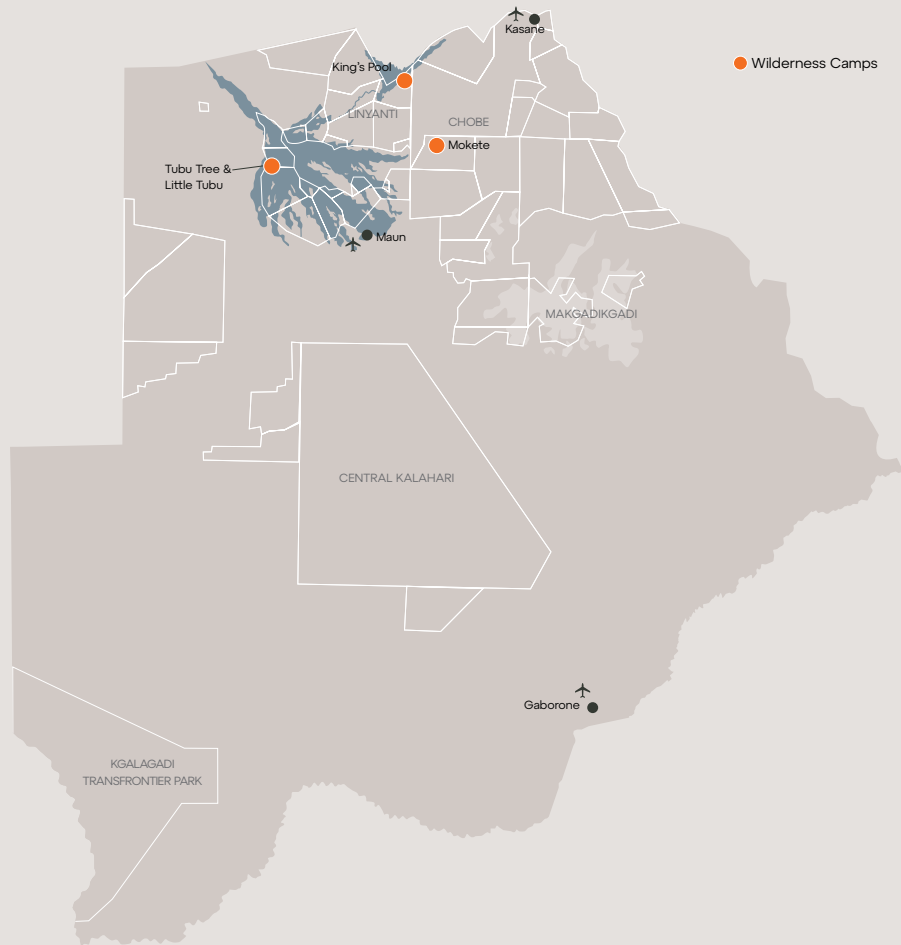 Kasane
Wilderness Camps
King's Pool
LINYANTI
CHOBE
Mokete
Tubu Tree &
Little Tubu
Maun
MAKGADIKGADI
CENTRAL KALAHARI
Gaborone
KGALAGADI
TRANSFRONTIER PARK